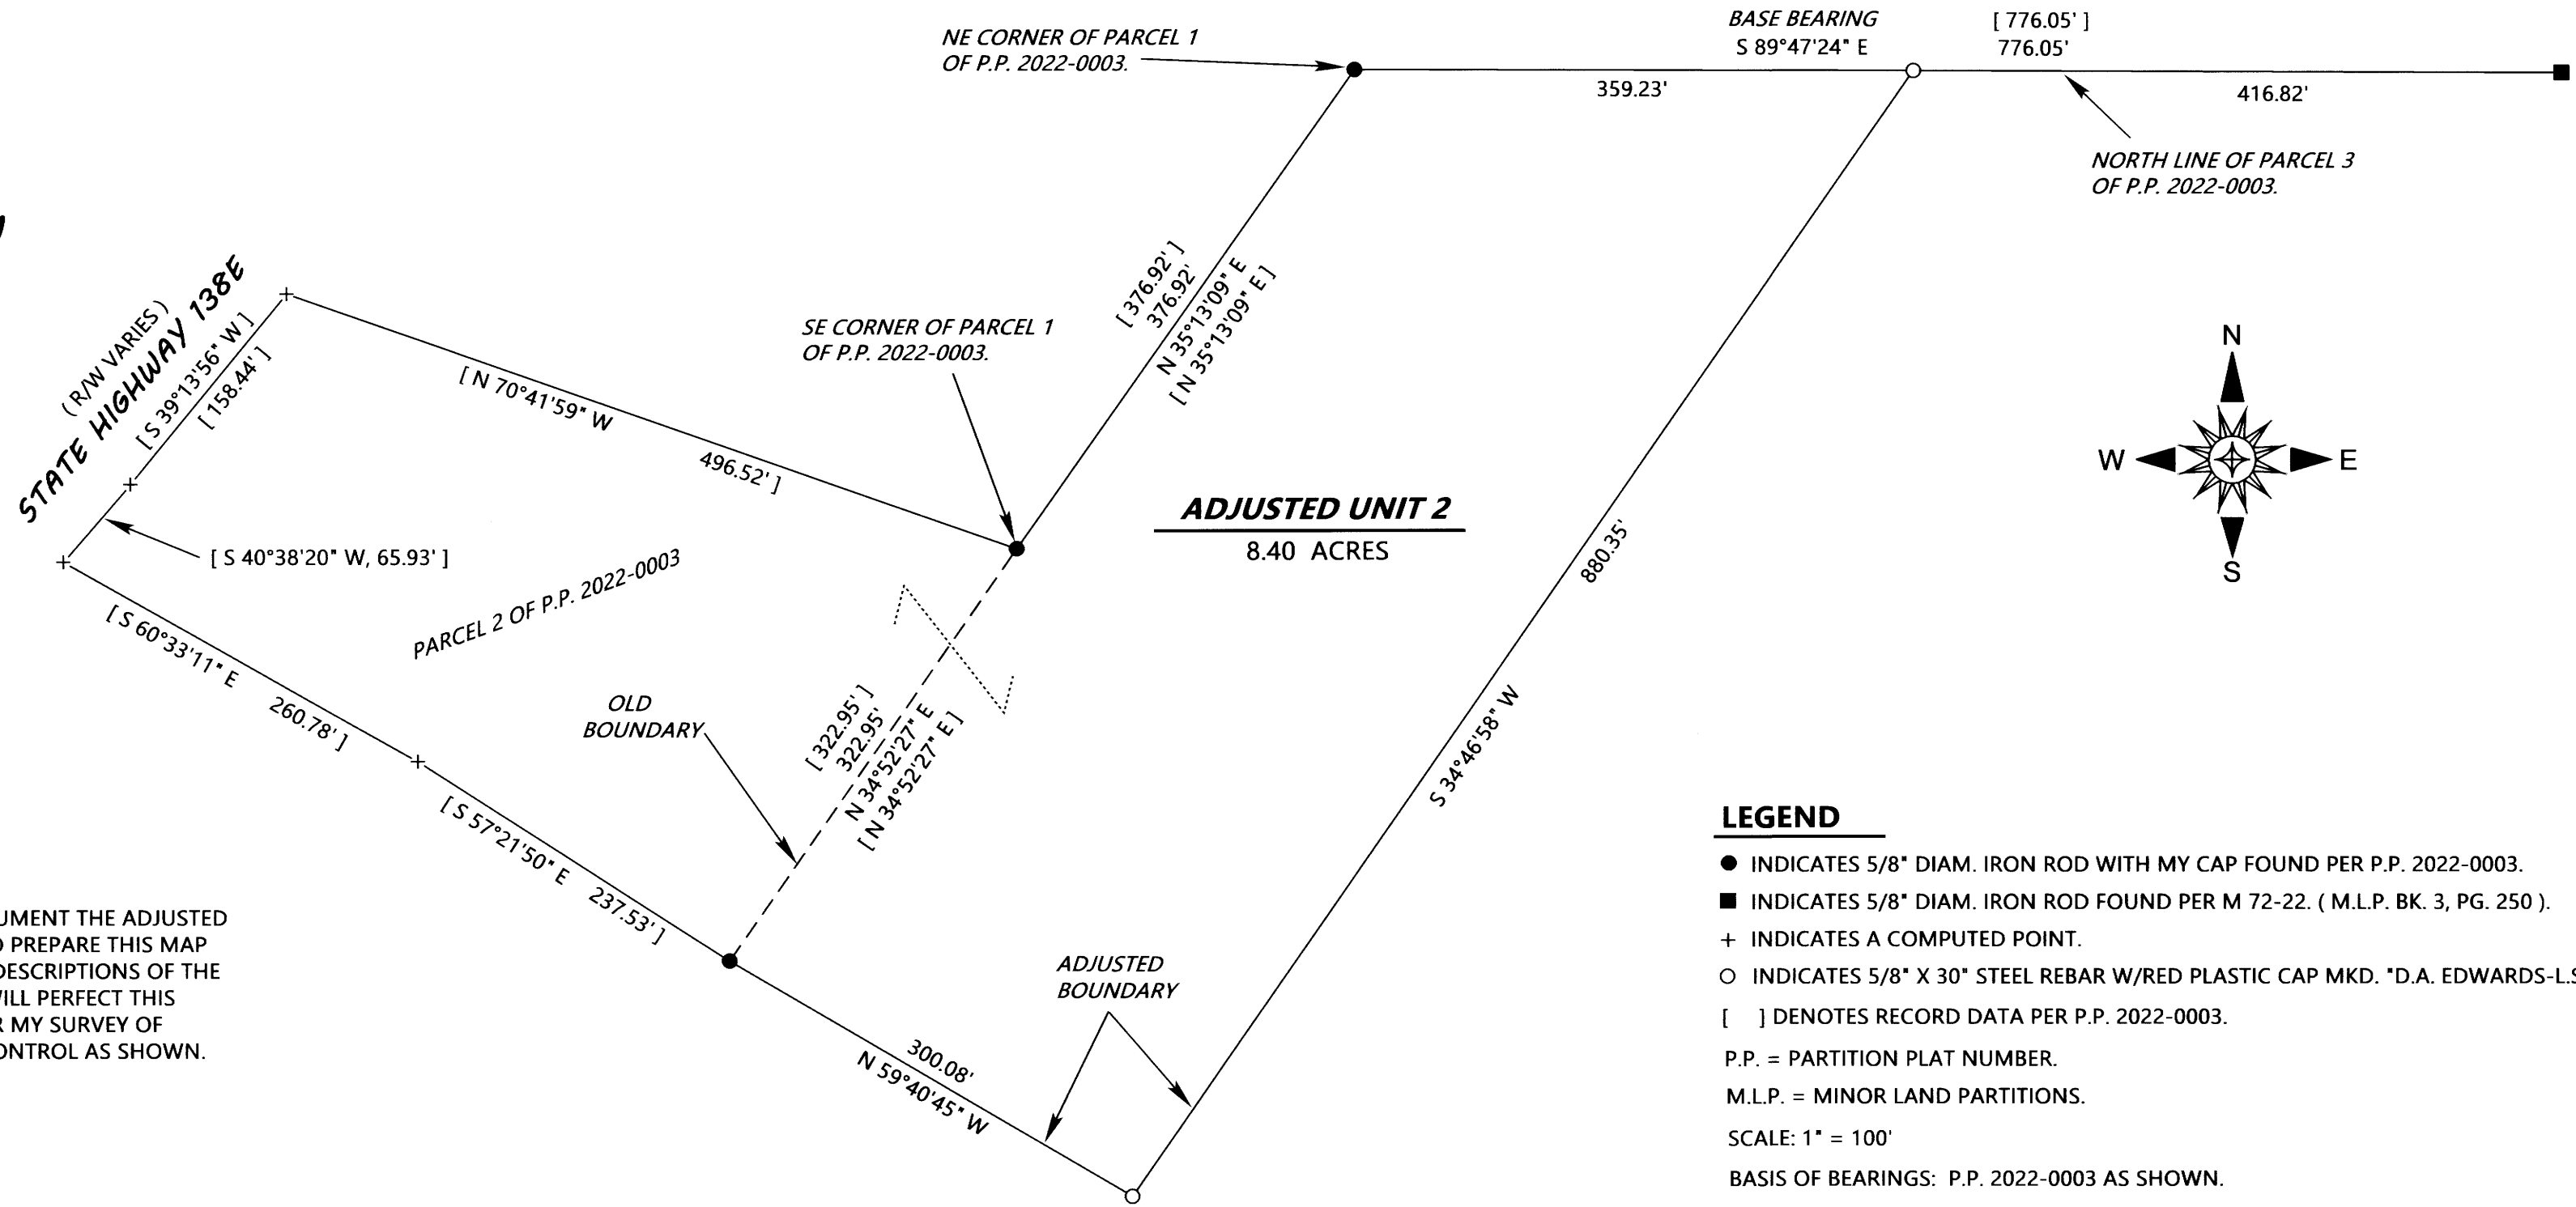 NE CORNER OF PARCEL 1
OF P.P. 2022-0003.
BASE BEARING
S 89°47'24" E
[ 776.05' ]
776.05'
359.23'
416.82'
NORTH LINE OF PARCEL 3
OF P.P. 2022-0003.
( R/W VARIES )
STATE HIGHWAY 138E
[ S 39°13'56" W ]
[ 158.44' ]
[ N 70°41'59" W
496.52' ]
SE CORNER OF PARCEL 1
OF P.P. 2022-0003.
[ 376.92' ]
376.92'
N 35°13'09" E
[ N 35°13'09" E ]
N
W
E
S
ADJUSTED UNIT 2
8.40 ACRES
880.35'
S 34°46'58" W
[ S 40°38'20" W, 65.93' ]
PARCEL 2 OF P.P. 2022-0003
[ S 60°33'11" E 260.78' ]
OLD
BOUNDARY
[ 322.95' ]
322.95'
N 34°52'27" E
[ N 34°52'27" E ]
[ S 57°21'50" E 237.53' ]
UMENT THE ADJUSTED
O PREPARE THIS MAP
DESCRIPTIONS OF THE
WILL PERFECT THIS
R MY SURVEY OF
ONTROL AS SHOWN.
ADJUSTED
BOUNDARY
300.08'
N 59°40'45" W
LEGEND
● INDICATES 5/8" DIAM. IRON ROD WITH MY CAP FOUND PER P.P. 2022-0003.
■ INDICATES 5/8" DIAM. IRON ROD FOUND PER M 72-22. ( M.L.P. BK. 3, PG. 250 ).
+ INDICATES A COMPUTED POINT.
○ INDICATES 5/8" X 30" STEEL REBAR W/RED PLASTIC CAP MKD. "D.A. EDWARDS-L.S
[ ] DENOTES RECORD DATA PER P.P. 2022-0003.
P.P. = PARTITION PLAT NUMBER.
M.L.P. = MINOR LAND PARTITIONS.
SCALE: 1" = 100'
BASIS OF BEARINGS: P.P. 2022-0003 AS SHOWN.